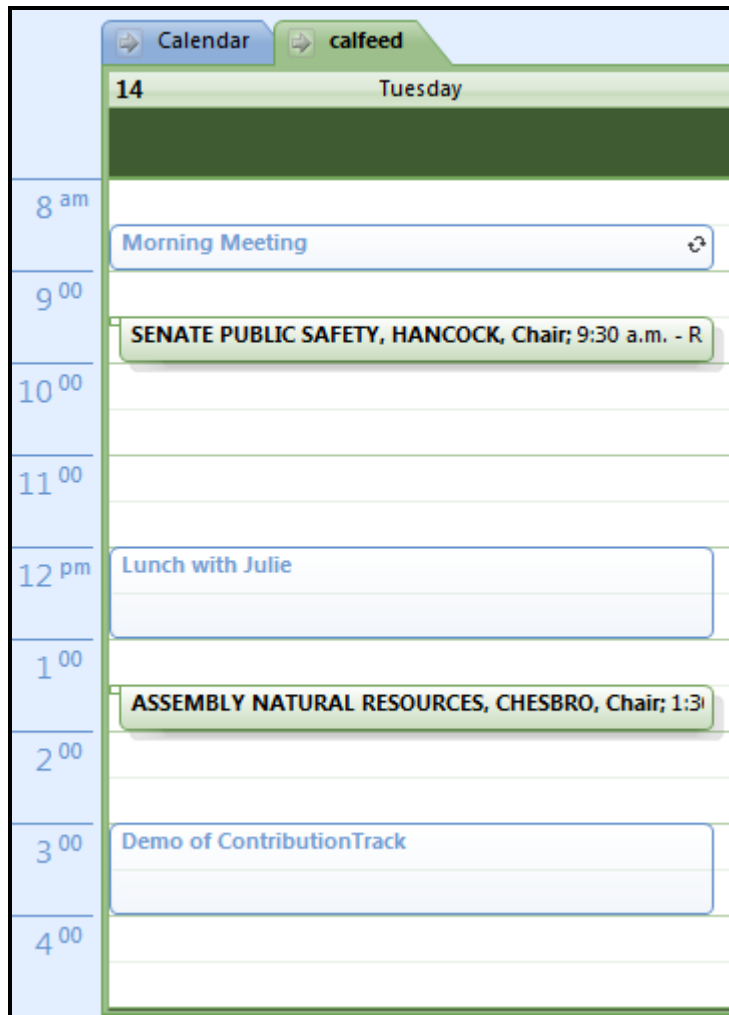 Calendar calfeed
14 Tuesday
8 am
Morning Meeting
9 00
SENATE PUBLIC SAFETY, HANCOCK, Chair; 9:30 a.m. - R
10 00
11 00
12 pm Lunch with Julie
1 00
ASSEMBLY NATURAL RESOURCES, CHESBRO, Chair; 1:3
2 00
3 00 Demo of ContributionTrack
4 00